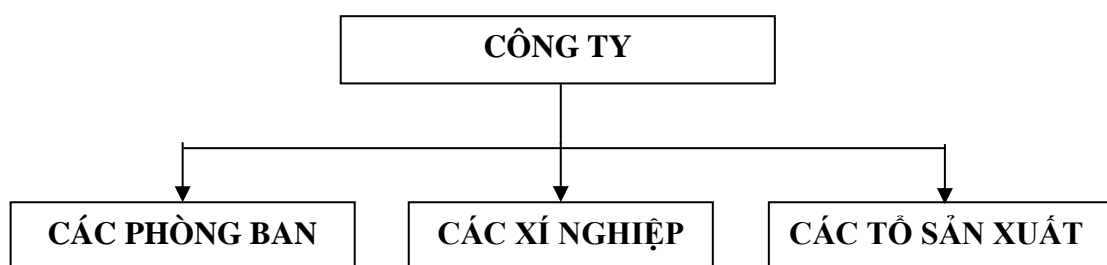 CÔNG TY
CÁC PHÒNG BAN
CÁC XÍ NGHIỆP
CÁC TỔ SẢN XUẤT